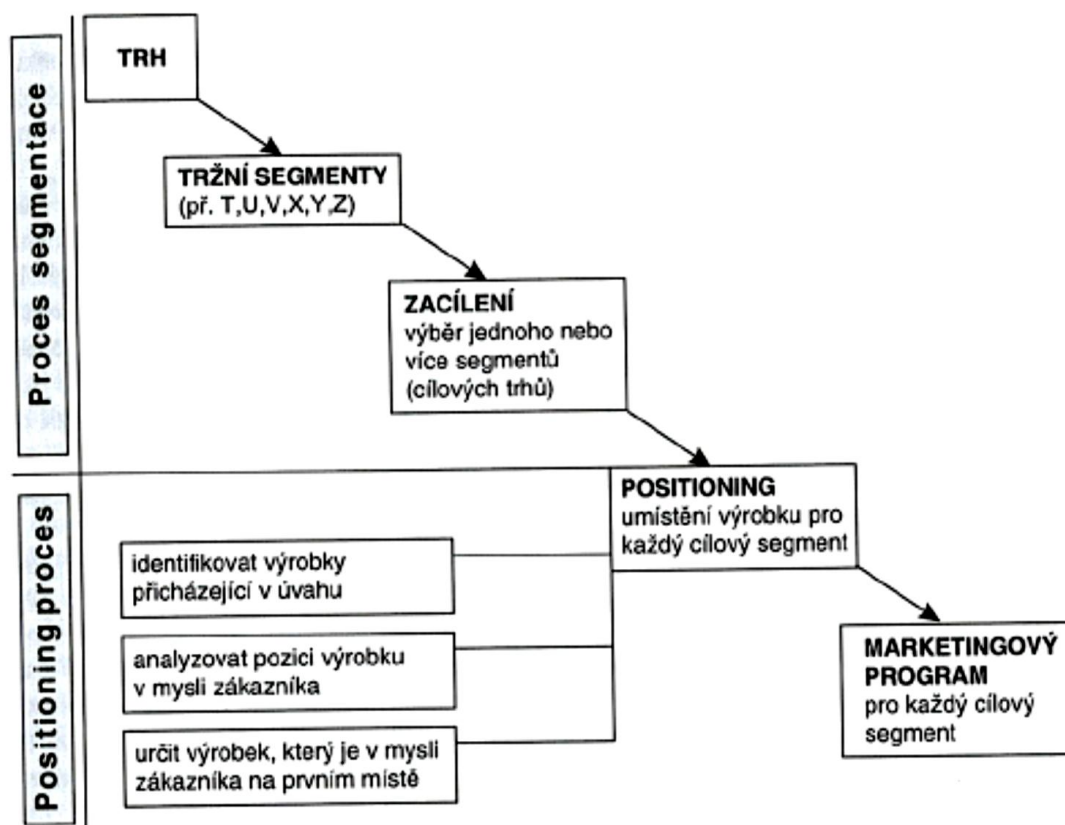 Proces segmentace
TRH
TRŽNÍ SEGMENTY
(př. T,U,V,X,Y,Z)
ZACÍLENÍ
výběr jednoho nebo
více segmentů
(cílových trhů)
Positioning proces
POSITIONING
umístění výrobku pro
každý cílový segment
identifikovat výrobky
přicházející v úvahu
analyzovat pozici výrobku
v mysli zákazníka
určit výrobek, který je v mysli
zákazníka na prvním místě
MARKETINGOVÝ
PROGRAM
pro každý cílový
segment